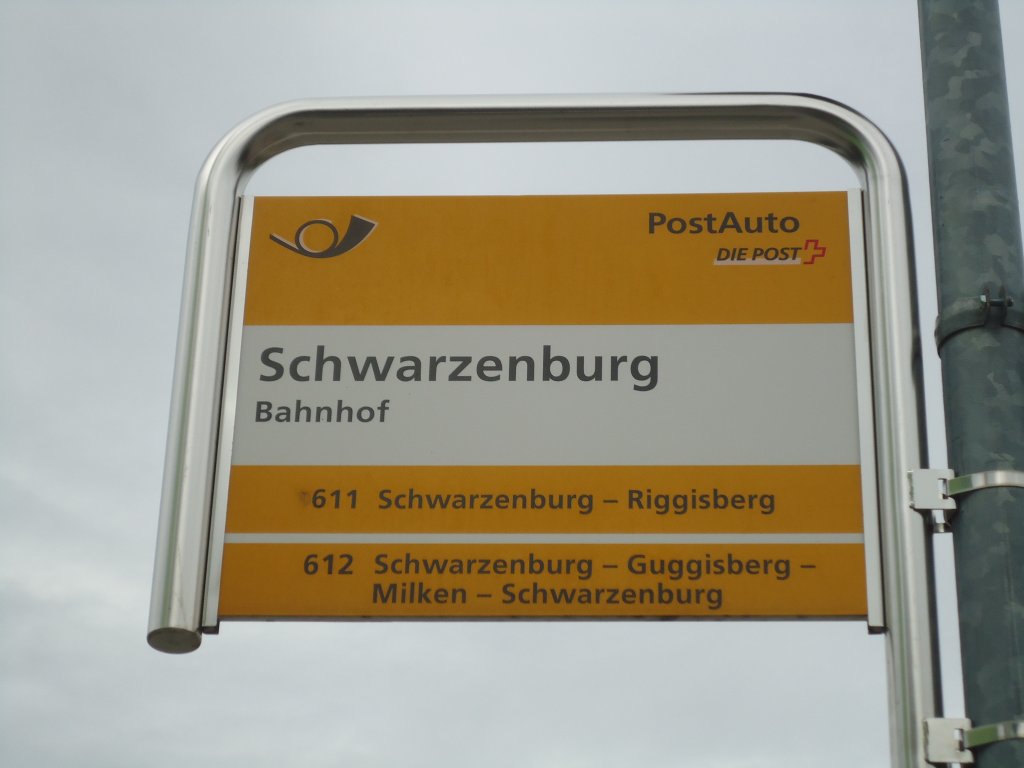 PostAuto
DIE POST
Schwarzenburg
Bahnhof
611 Schwarzenburg – Riggisberg
612 Schwarzenburg – Guggisberg –
Milken – Schwarzenburg